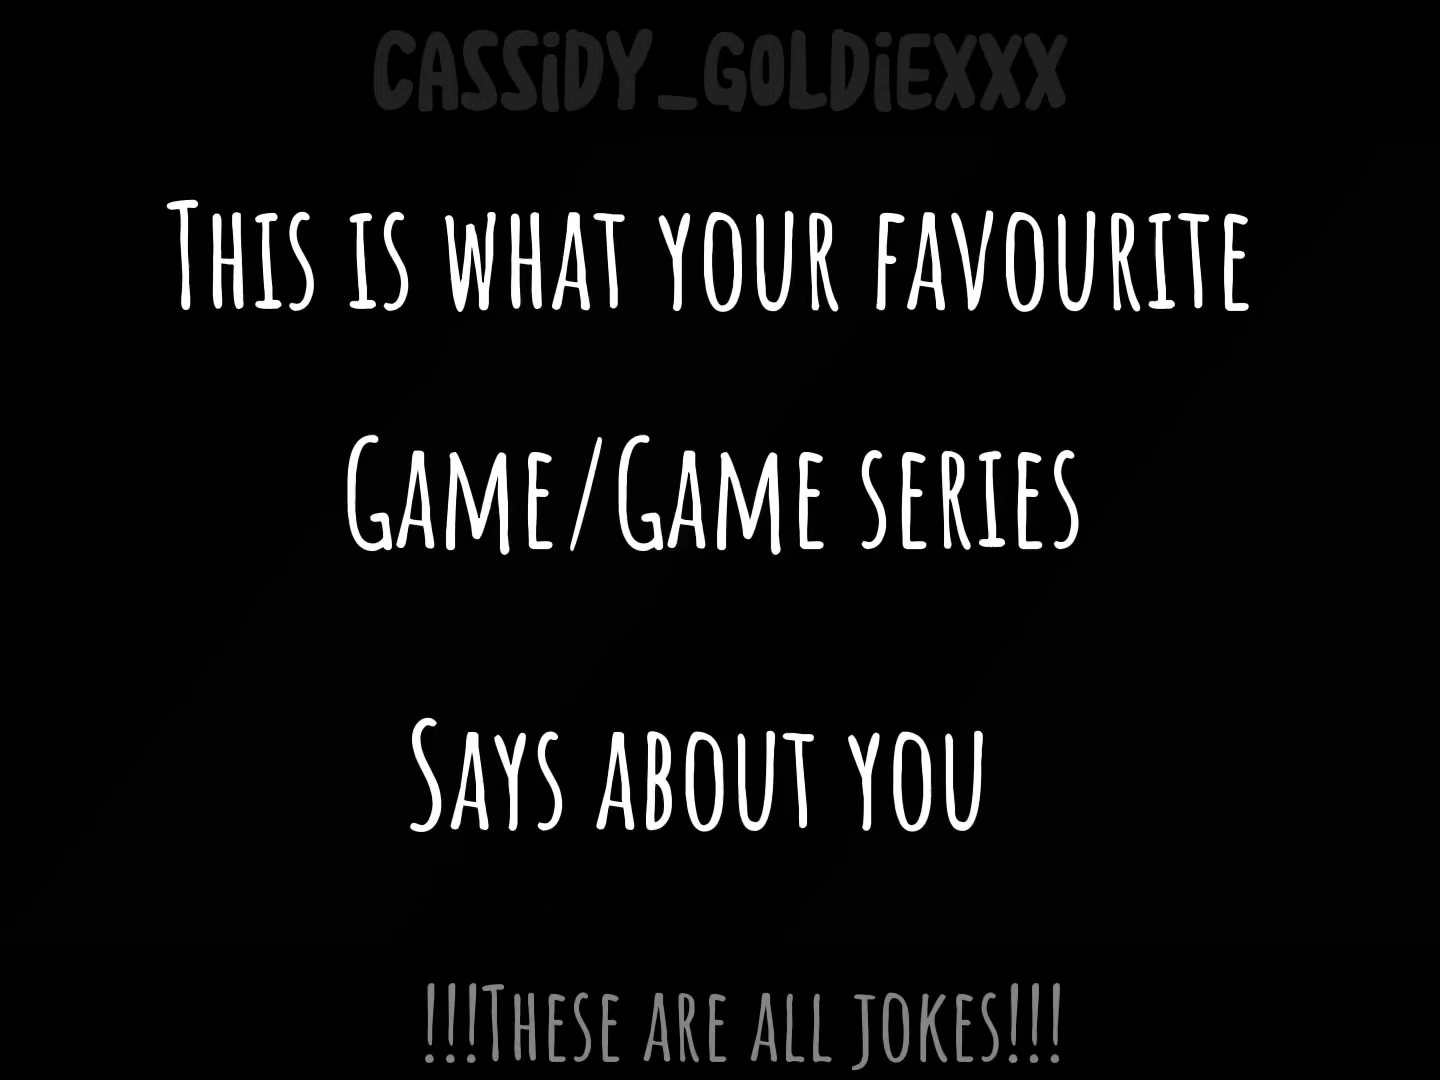 CASSiDY_GOLDiEXXX
This is what your favourite
Game/Game series
Says about you
!!!These are all jokes!!!